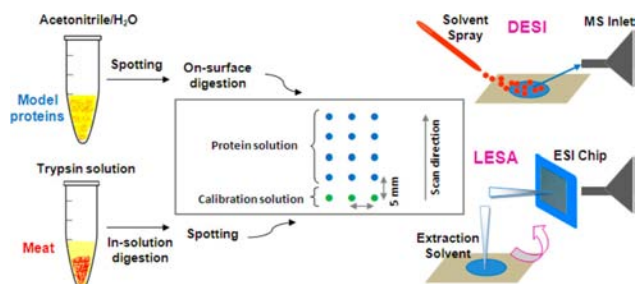 Acetonitrile/H₂O
Spotting
On-surface
digestion
Model
proteins
Trypsin solution
Meat
In-solution
digestion
Spotting
Protein solution
Calibration solution
5 mm
Scan direction
Solvent
Spray
DESI
MS Inlet
LESA
ESI Chip
Extraction
Solvent